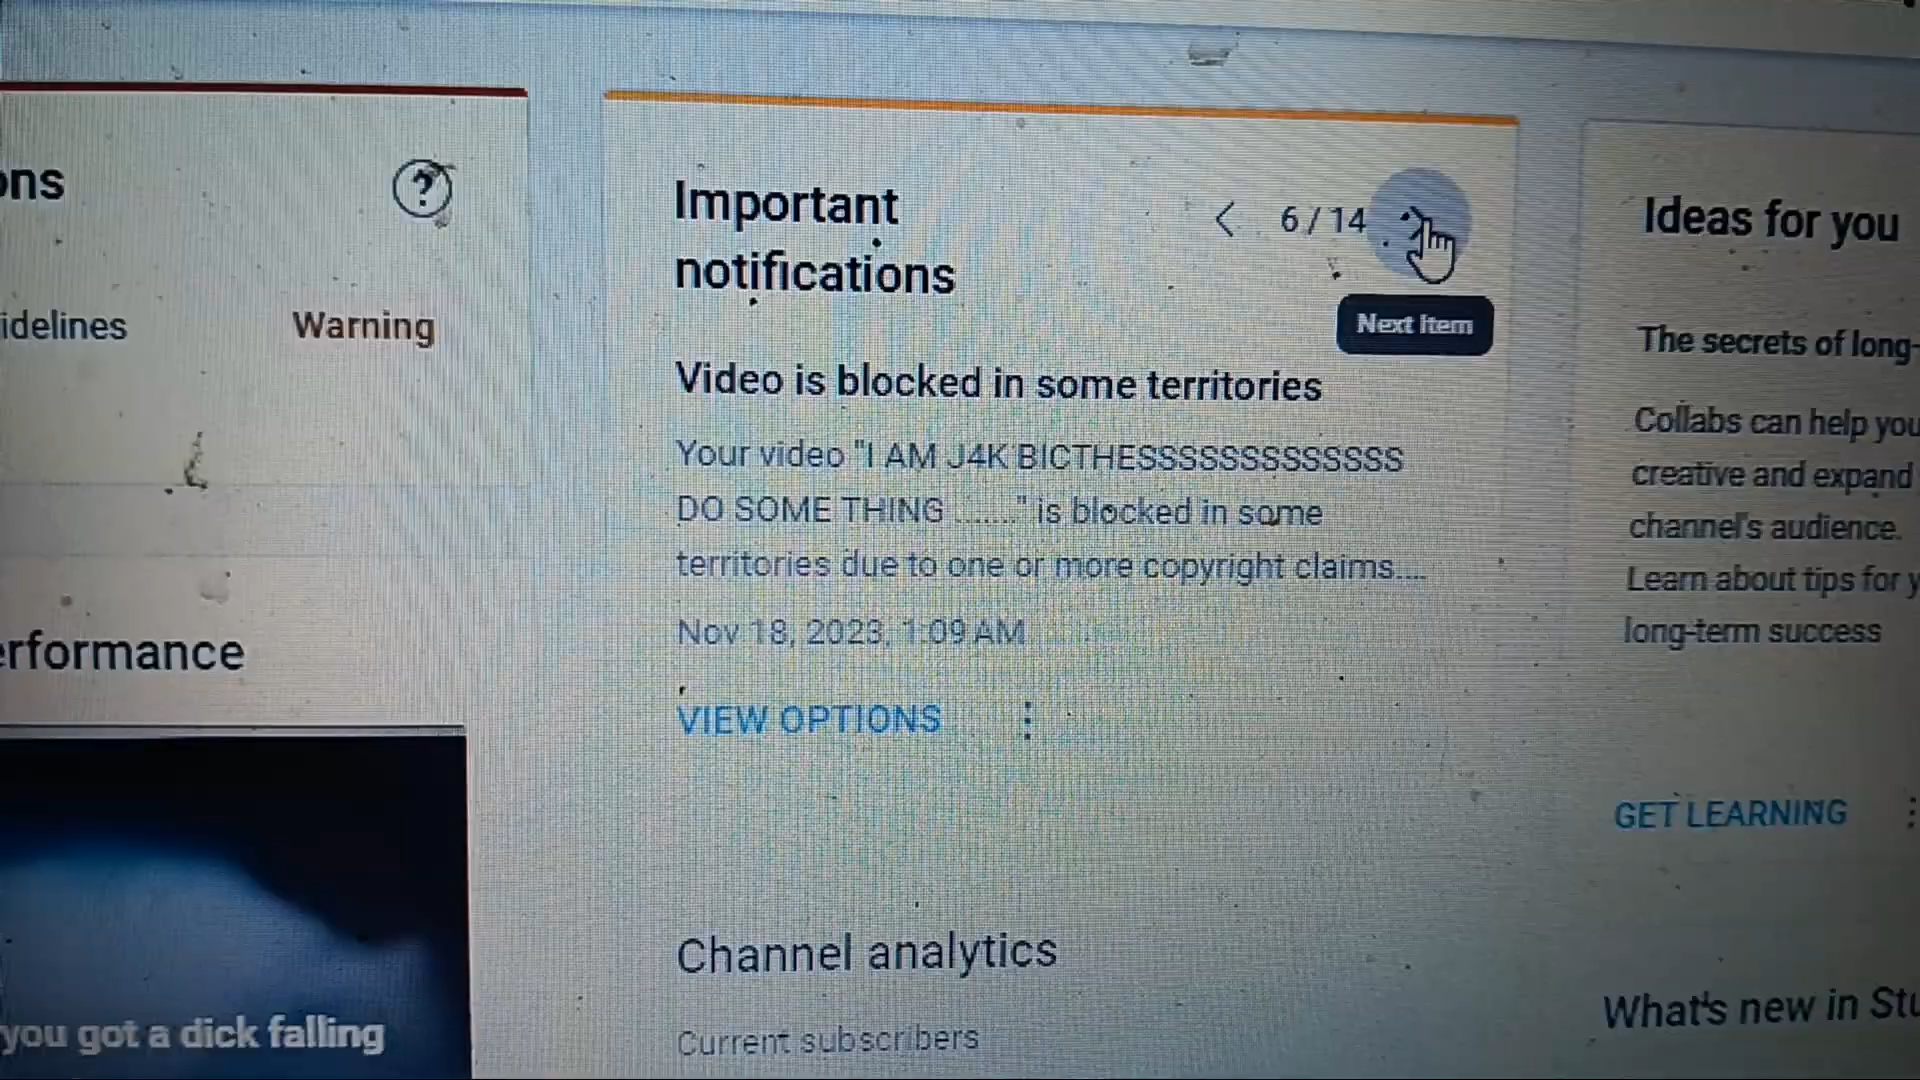 ons
idelines
Warning
erformance
you got a dick falling
Important
notifications
6 / 14
Next item
Video is blocked in some territories
Your video "I AM J4K BICTHESSSSSSSSSSSSS
DO SOME THING ......." is blocked in some
territories due to one or more copyright claims....
Nov 18, 2023, 1:09 AM
VIEW OPTIONS
Channel analytics
Current subscribers
Ideas for you
The secrets of long-
Collabs can help you
creative and expand
channel's audience.
Learn about tips for y
long-term success
GET LEARNING
What's new in Stu